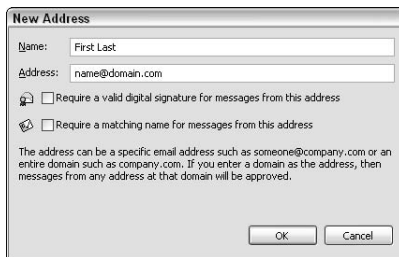 New Address
Name: First Last
Address: name@domain.com
Require a valid digital signature for messages from this address
Require a matching name for messages from this address
The address can be a specific email address such as someone@company.com or an
entire domain such as company.com. If you enter a domain as the address, then
messages from any address at that domain will be approved.
OK Cancel